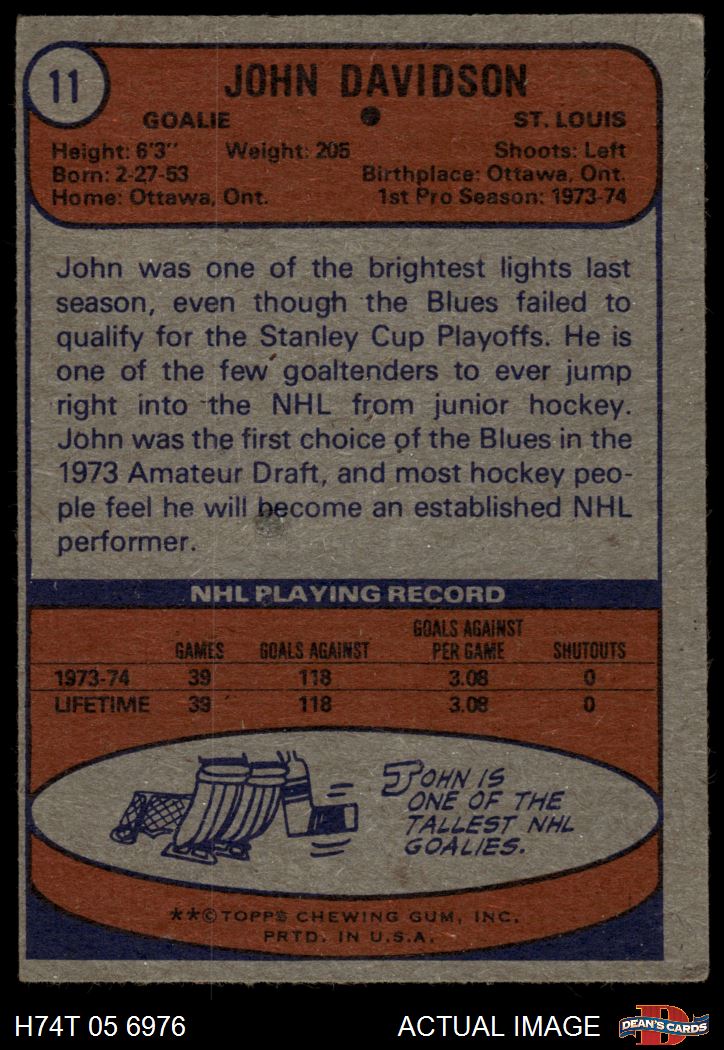 11
JOHN DAVIDSON
GOALIE ST. LOUIS
Height: 6'3" Weight: 205 Shoots: Left
Born: 2-27-53 Birthplace: Ottawa, Ont.
Home: Ottawa, Ont. 1st Pro Season: 1973-74
John was one of the brightest lights last
season, even though the Blues failed to
qualify for the Stanley Cup Playoffs. He is
one of the few goaltenders to ever jump
right into the NHL from junior hockey.
John was the first choice of the Blues in the
1973 Amateur Draft, and most hockey peo-
ple feel he will become an established NHL
performer.
NHL PLAYING RECORD
GAMES GOALS AGAINST GOALS AGAINST PER GAME SHUTOUTS
1973-74 39 118 3.08 0
LIFETIME 39 118 3.08 0
JOHN IS
ONE OF THE
TALLEST NHL
GOALIES.
**©TOPPS CHEWING GUM, INC.
PRTD. IN U.S.A.
H74T 05 6976 ACTUAL IMAGE D DEAN'S CARDS